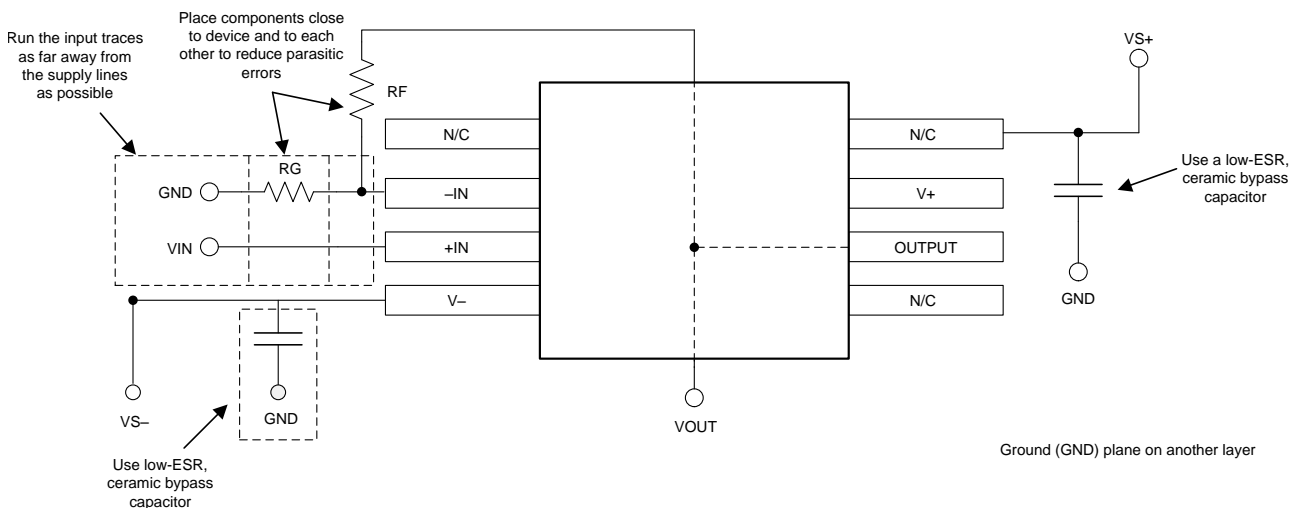 Place components close
to device and to each
other to reduce parasitic
errors
Run the input traces
as far away from
the supply lines
as possible
VS+
RF
N/C
N/C
Use a low-ESR,
ceramic bypass
capacitor
RG
GND
–IN
V+
VIN
+IN
OUTPUT
GND
V–
N/C
VS–
GND
VOUT
Ground (GND) plane on another layer
Use low-ESR,
ceramic bypass
capacitor